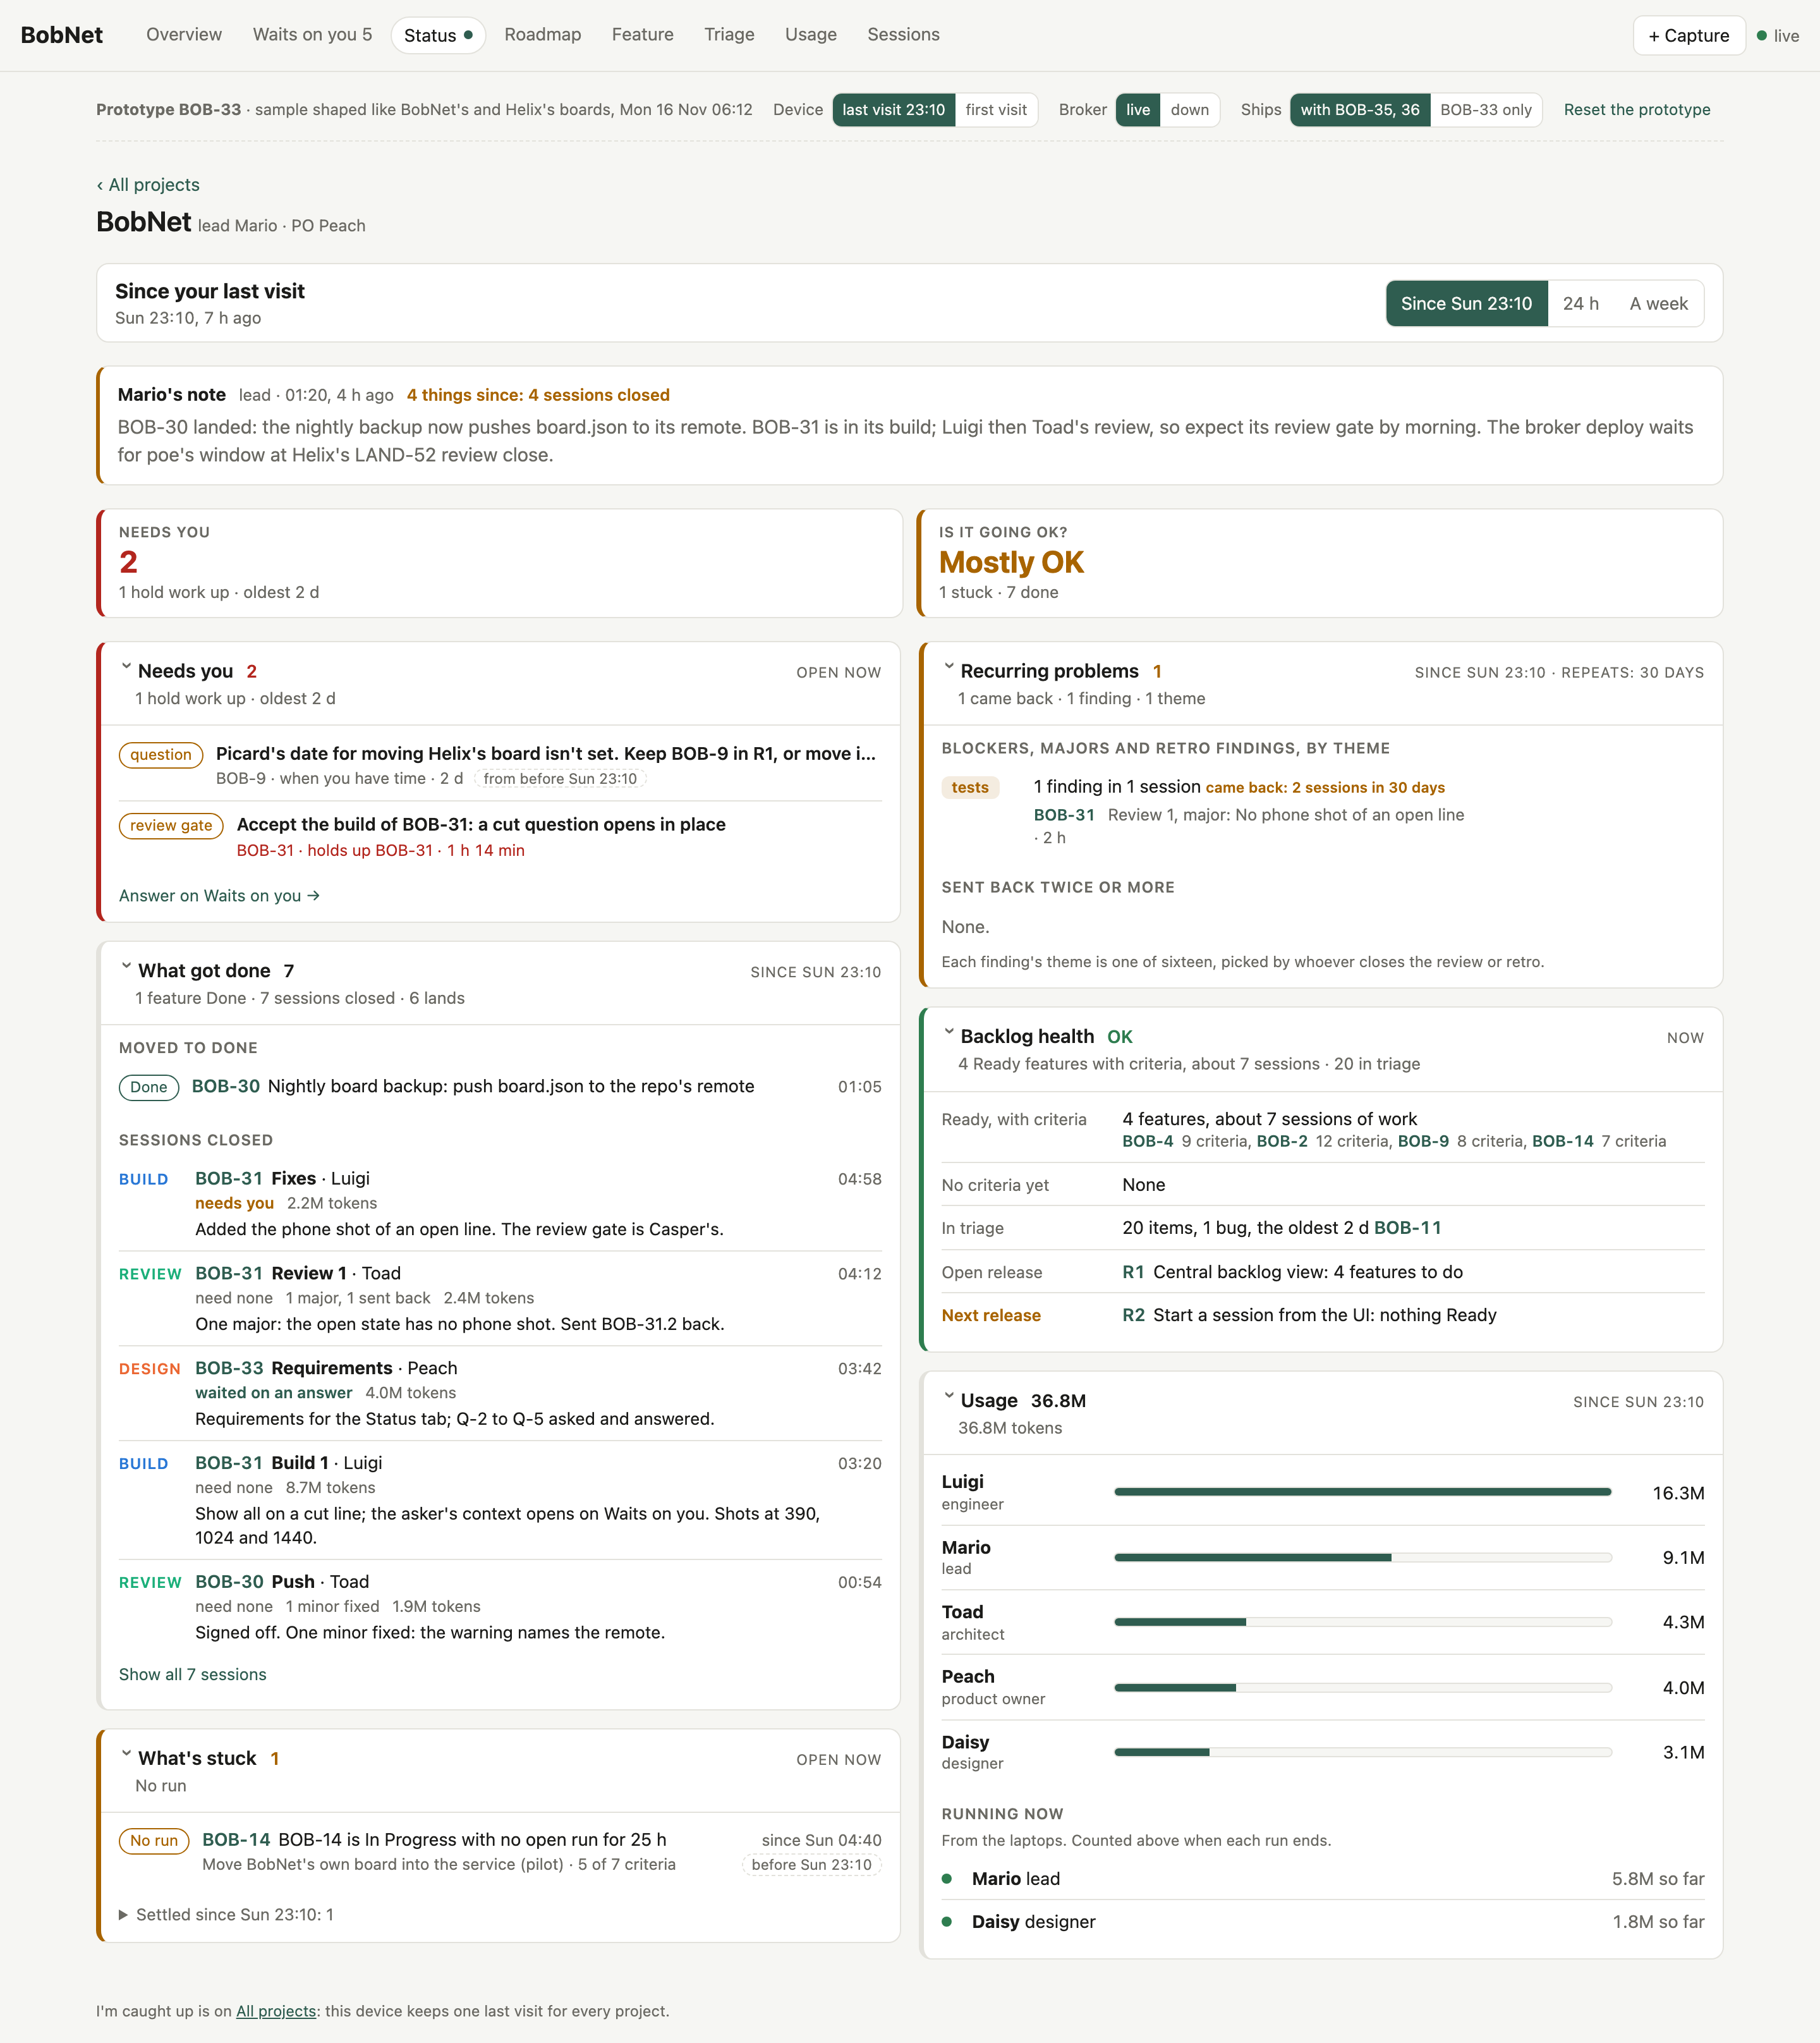 BobNet
Overview
Waits on you 5
Status
Roadmap
Feature
Triage
Usage
Sessions
+ Capture
live
Prototype BOB-33 · sample shaped like BobNet's and Helix's boards, Mon 16 Nov 06:12
Device
last visit 23:10
first visit
Broker
live
down
Ships
with BOB-35, 36
BOB-33 only
Reset the prototype
‹ All projects
BobNet lead Mario · PO Peach
Since your last visit
Sun 23:10, 7 h ago
Since Sun 23:10
24 h
A week
Mario's note lead · 01:20, 4 h ago 4 things since: 4 sessions closed
BOB-30 landed: the nightly backup now pushes board.json to its remote. BOB-31 is in its build; Luigi then Toad's review, so expect its review gate by morning. The broker deploy waits
for poe's window at Helix's LAND-52 review close.
NEEDS YOU
2
1 hold work up · oldest 2 d
IS IT GOING OK?
Mostly OK
1 stuck · 7 done
Needs you 2
OPEN NOW
1 hold work up · oldest 2 d
question
Picard's date for moving Helix's board isn't set. Keep BOB-9 in R1, or move i...
BOB-9 · when you have time · 2 d from before Sun 23:10
review gate
Accept the build of BOB-31: a cut question opens in place
BOB-31 · holds up BOB-31 · 1 h 14 min
Answer on Waits on you →
What got done 7
SINCE SUN 23:10
1 feature Done · 7 sessions closed · 6 lands
MOVED TO DONE
Done
BOB-30 Nightly board backup: push board.json to the repo's remote
01:05
SESSIONS CLOSED
BUILD
BOB-31 Fixes · Luigi
04:58
needs you 2.2M tokens
Added the phone shot of an open line. The review gate is Casper's.
REVIEW
BOB-31 Review 1 · Toad
04:12
need none 1 major, 1 sent back 2.4M tokens
One major: the open state has no phone shot. Sent BOB-31.2 back.
DESIGN
BOB-33 Requirements · Peach
03:42
waited on an answer 4.0M tokens
Requirements for the Status tab; Q-2 to Q-5 asked and answered.
BUILD
BOB-31 Build 1 · Luigi
03:20
need none 8.7M tokens
Show all on a cut line; the asker's context opens on Waits on you. Shots at 390,
1024 and 1440.
REVIEW
BOB-30 Push · Toad
00:54
need none 1 minor fixed 1.9M tokens
Signed off. One minor fixed: the warning names the remote.
Show all 7 sessions
What's stuck 1
OPEN NOW
No run
No run
BOB-14 BOB-14 is In Progress with no open run for 25 h
since Sun 04:40
Move BobNet's own board into the service (pilot) · 5 of 7 criteria
before Sun 23:10
▶ Settled since Sun 23:10: 1
Recurring problems 1
SINCE SUN 23:10 · REPEATS: 30 DAYS
1 came back · 1 finding · 1 theme
BLOCKERS, MAJORS AND RETRO FINDINGS, BY THEME
tests
1 finding in 1 session came back: 2 sessions in 30 days
BOB-31 Review 1, major: No phone shot of an open line
· 2 h
SENT BACK TWICE OR MORE
None.
Each finding's theme is one of sixteen, picked by whoever closes the review or retro.
Backlog health OK
NOW
4 Ready features with criteria, about 7 sessions · 20 in triage
Ready, with criteria
4 features, about 7 sessions of work
BOB-4 9 criteria, BOB-2 12 criteria, BOB-9 8 criteria, BOB-14 7 criteria
No criteria yet
None
In triage
20 items, 1 bug, the oldest 2 d BOB-11
Open release
R1 Central backlog view: 4 features to do
Next release
R2 Start a session from the UI: nothing Ready
Usage 36.8M
SINCE SUN 23:10
36.8M tokens
Luigi
engineer
16.3M
Mario
lead
9.1M
Toad
architect
4.3M
Peach
product owner
4.0M
Daisy
designer
3.1M
RUNNING NOW
From the laptops. Counted above when each run ends.
Mario lead
5.8M so far
Daisy designer
1.8M so far
I'm caught up is on All projects: this device keeps one last visit for every project.